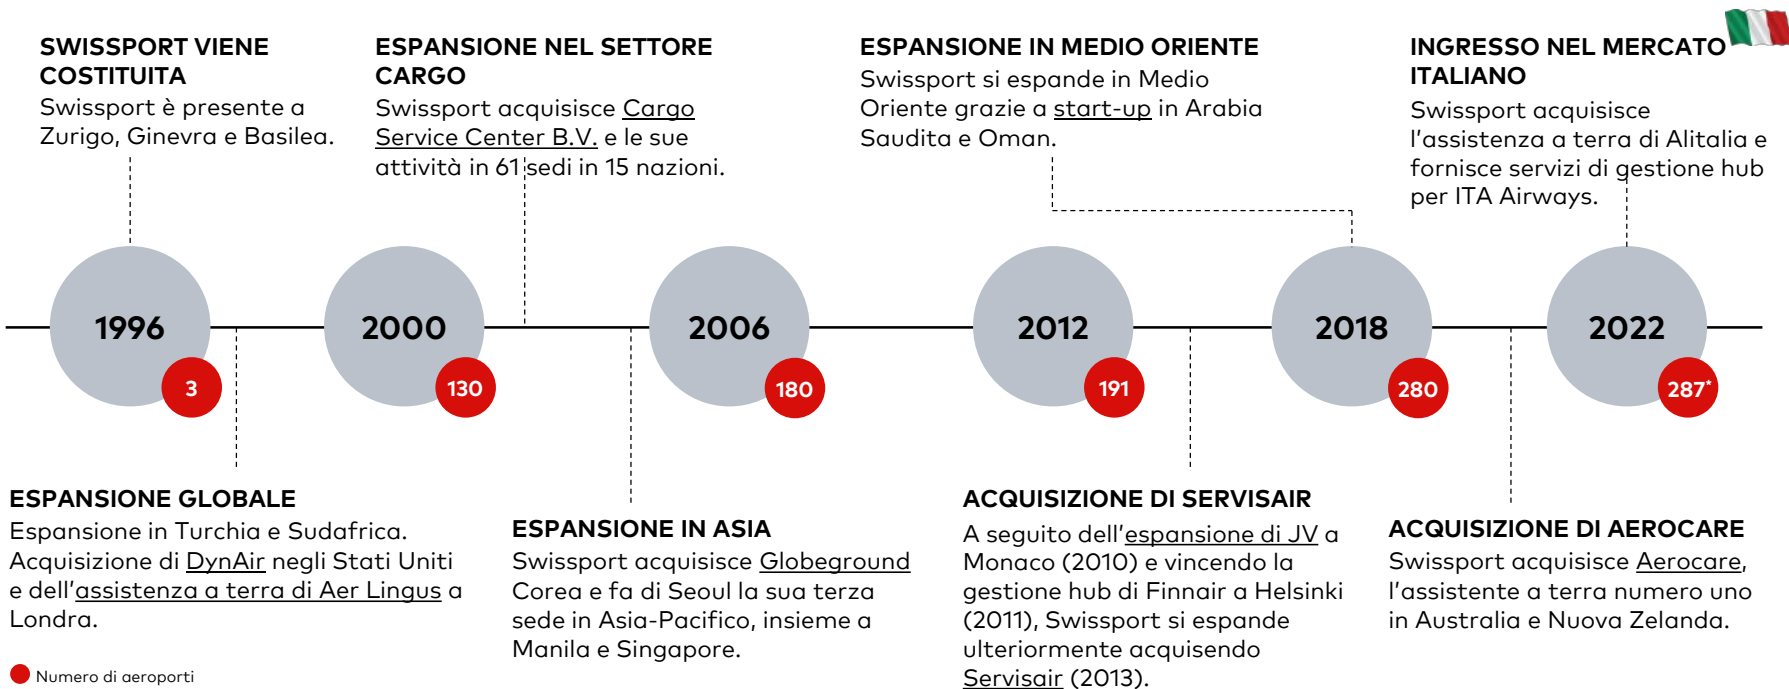 SWISSPORT VIENE
COSTITUITA
Swissport è presente a
Zurigo, Ginevra e Basilea.
ESPANSIONE NEL SETTORE
CARGO
Swissport acquisisce Cargo
Service Center B.V. e le sue
attività in 61 sedi in 15 nazioni.
ESPANSIONE IN MEDIO ORIENTE
Swissport si espande in Medio
Oriente grazie a start-up in Arabia
Saudita e Oman.
INGRESSO NEL MERCATO
ITALIANO
Swissport acquisisce
l'assistenza a terra di Alitalia e
fornisce servizi di gestione hub
per ITA Airways.
1996
3
2000
130
2006
180
2012
191
2018
280
2022
287*
ESPANSIONE GLOBALE
Espansione in Turchia e Sudafrica.
Acquisizione di DynAir negli Stati Uniti
e dell'assistenza a terra di Aer Lingus a
Londra.
ESPANSIONE IN ASIA
Swissport acquisisce Globeground
Corea e fa di Seoul la sua terza
sede in Asia-Pacifico, insieme a
Manila e Singapore.
ACQUISIZIONE DI SERVISAIR
A seguito dell'espansione di JV a
Monaco (2010) e vincendo la
gestione hub di Finnair a Helsinki
(2011), Swissport si espande
ulteriormente acquisendo
Servisair (2013).
ACQUISIZIONE DI AEROCARE
Swissport acquisisce Aerocare,
l'assistente a terra numero uno
in Australia e Nuova Zelanda.
Numero di aeroporti